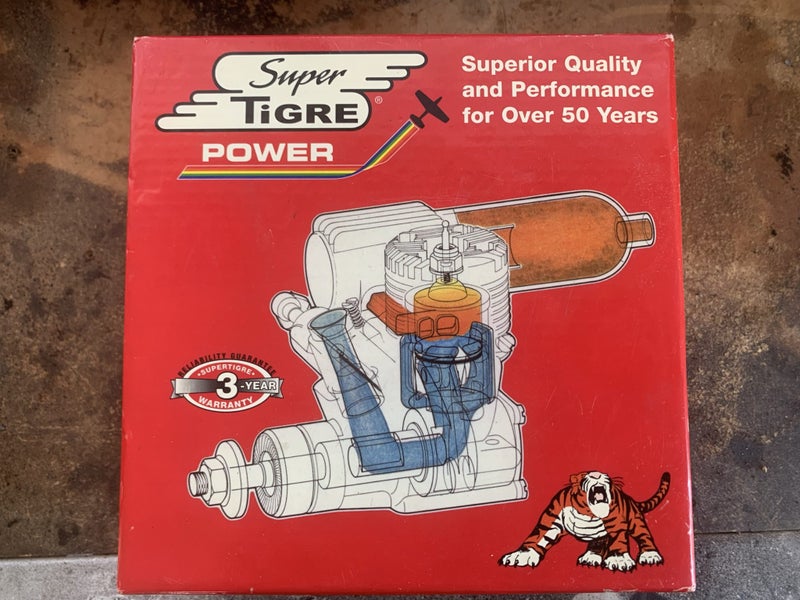 Super
TiGRE®
POWER
Superior Quality
and Performance
for Over 50 Years
RELIABILITY GUARANTEE
•SUPERTIGRE•
3-YEAR
WARRANTY